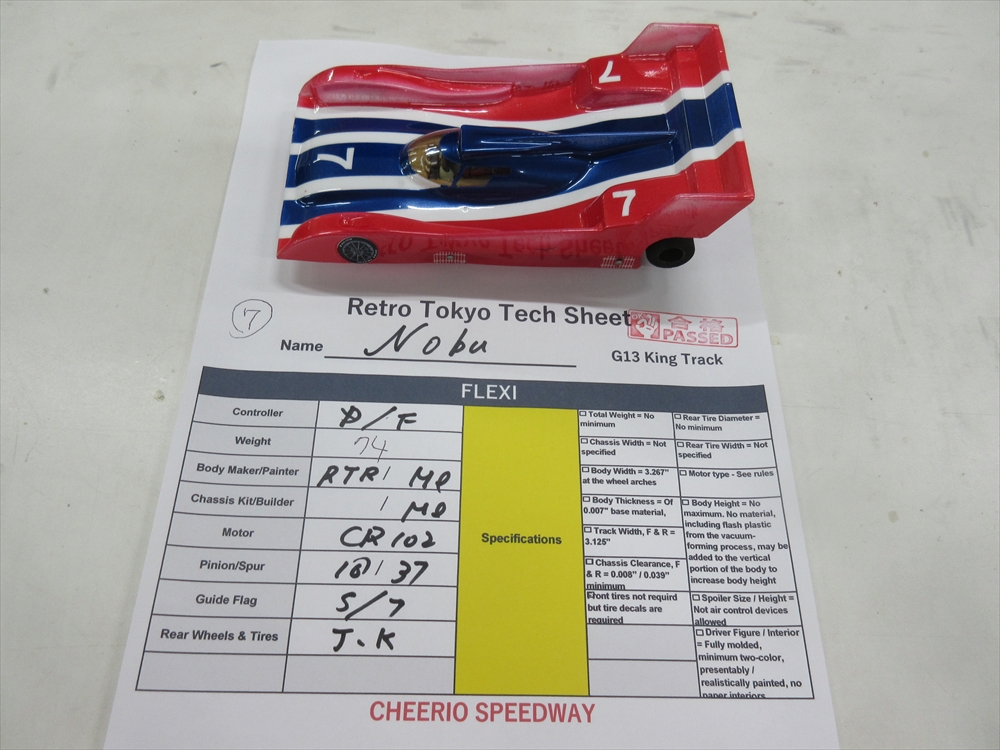 7
7
7
7
Retro Tokyo Tech Sheet
合格
PASSED
Name Nobu
G13 King Track
FLEXI
Controller D/F
Weight 74
Body Maker/Painter RTR/ Me
Chassis Kit/Builder / Me
Motor CR 102
Pinion/Spur 37
Guide Flag S/7
Rear Wheels & Tires J.K
Specifications
Total Weight = No
minimum
Chassis Width = Not
specified
Body Width = 3.267"
at the wheel arches
Body Thickness = Of
0.007" base material,
Track Width, F & R =
3.125"
Chassis Clearance, F
& R = 0.008" / 0.039"
minimum
Front tires not requird
but tire decals are
required
Rear Tire Diameter =
No minimum
Rear Tire Width = Not
specified
Motor type - See rules
Body Height = No
maximum. No material,
including flash plastic
from the vacuum-
forming process, may be
added to the vertical
portion of the body to
increase body height
Spoiler Size / Height =
Not air control devices
allowed
Driver Figure / Interior
= Fully molded,
minimum two-color,
presentably /
realistically painted, no
paper interiors
CHEERIO SPEEDWAY